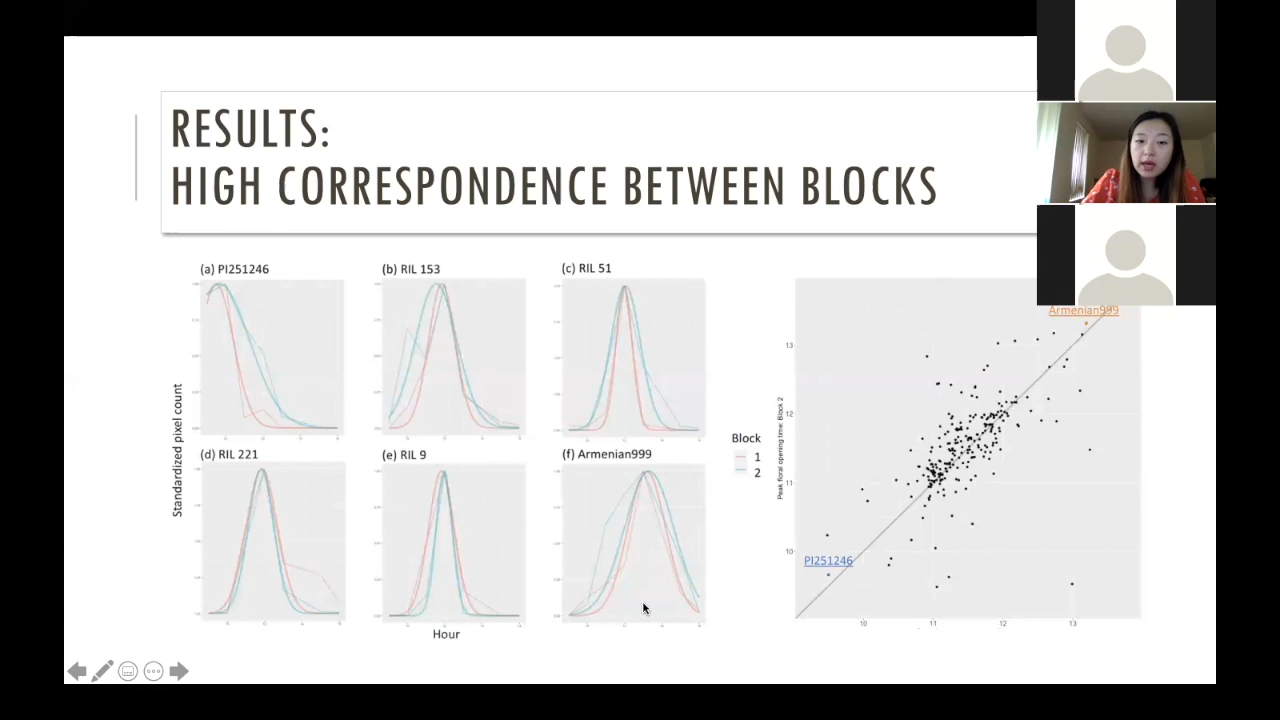 RESULTS:
HIGH CORRESPONDENCE BETWEEN BLOCKS
(a) PI251246
(b) RIL 153
(c) RIL 51
(d) RIL 221
(e) RIL 9
(f) Armenian999
Standardized pixel count
Hour
Block
1
2
Peak floral opening time: Block 2
Armenian999
PI251246
13
12
11
10
10
11
12
13